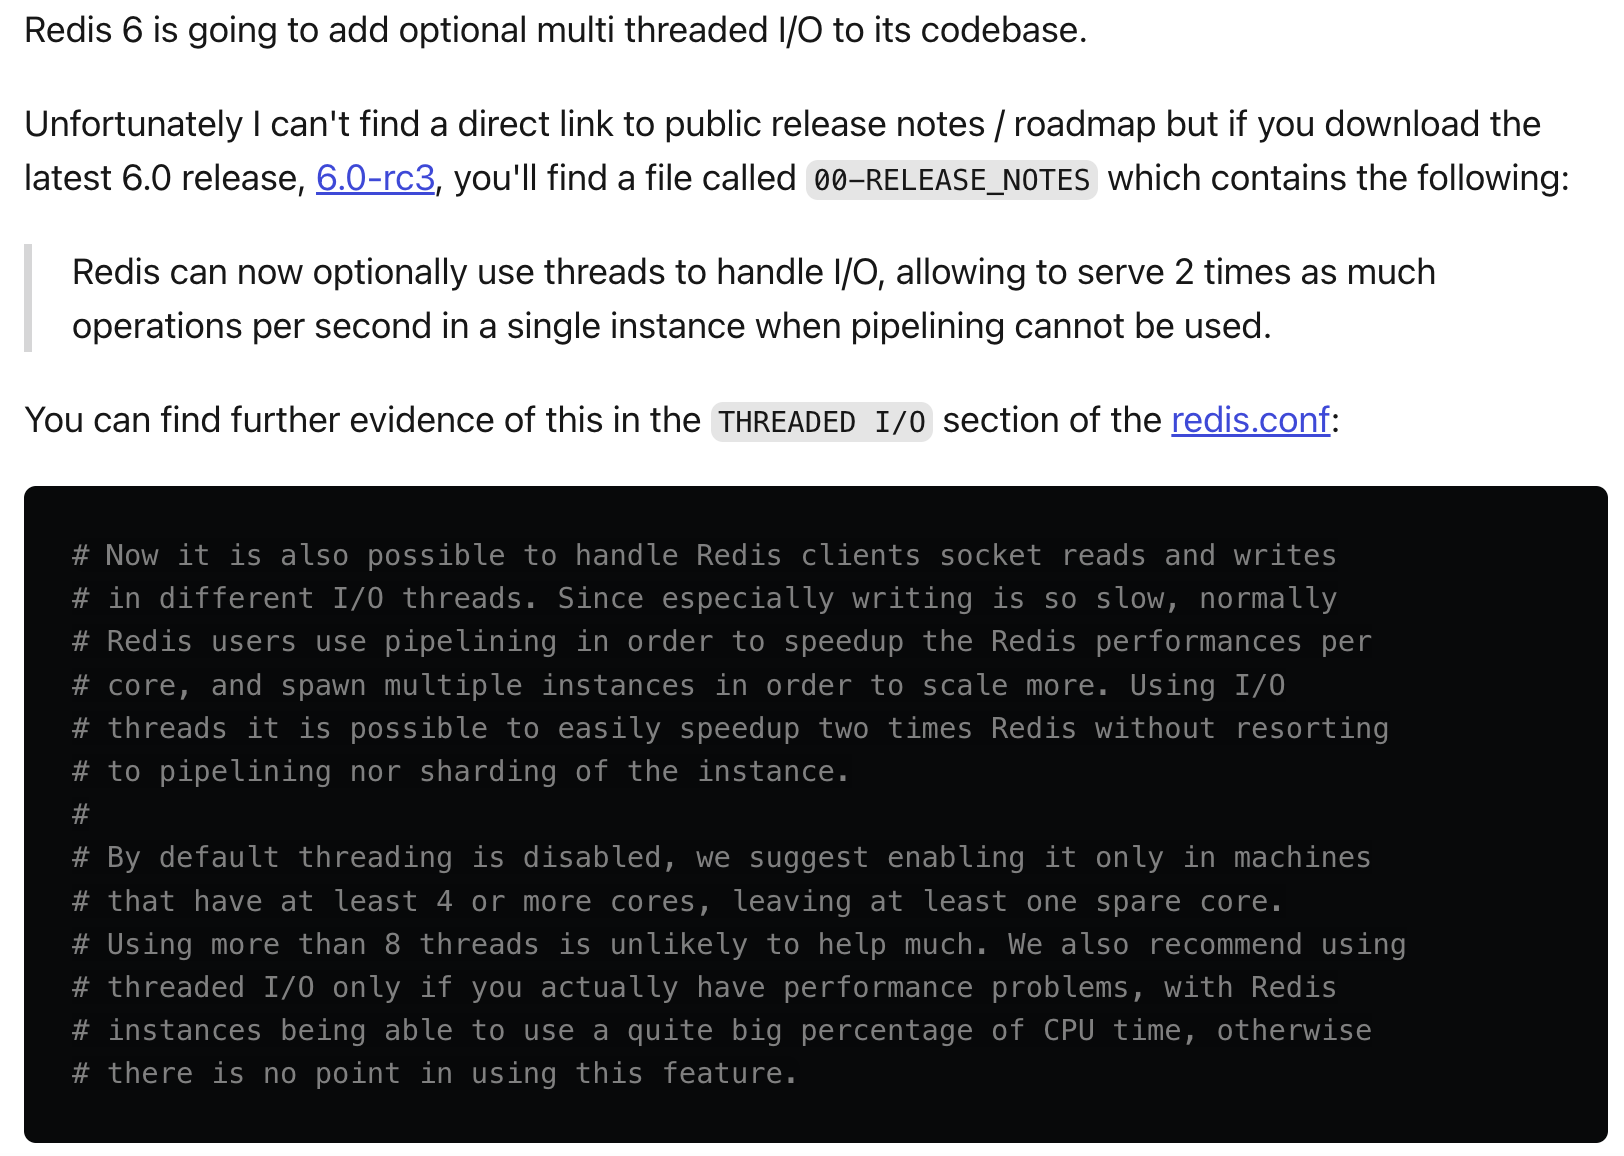 Redis 6 is going to add optional multi threaded I/O to its codebase.
Unfortunately I can't find a direct link to public release notes / roadmap but if you download the
latest 6.0 release, 6.0-rc3, you'll find a file called 00-RELEASE_NOTES which contains the following:
Redis can now optionally use threads to handle I/O, allowing to serve 2 times as much
operations per second in a single instance when pipelining cannot be used.
You can find further evidence of this in the THREADED I/O section of the redis.conf:
# Now it is also possible to handle Redis clients socket reads and writes
# in different I/O threads. Since especially writing is so slow, normally
# Redis users use pipelining in order to speedup the Redis performances per
# core, and spawn multiple instances in order to scale more. Using I/O
# threads it is possible to easily speedup two times Redis without resorting
# to pipelining nor sharding of the instance.
#
# By default threading is disabled, we suggest enabling it only in machines
# that have at least 4 or more cores, leaving at least one spare core.
# Using more than 8 threads is unlikely to help much. We also recommend using
# threaded I/O only if you actually have performance problems, with Redis
# instances being able to use a quite big percentage of CPU time, otherwise
# there is no point in using this feature.